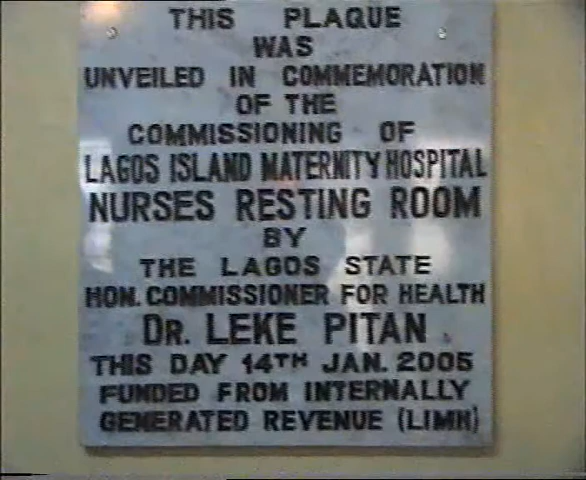 THIS PLAQUE
WAS
UNVEILED IN COMMEMORATION
OF THE
COMMISSIONING OF
LAGOS ISLAND MATERNITY HOSPITAL
NURSES RESTING ROOM
BY
THE LAGOS STATE
HON. COMMISSIONER FOR HEALTH
DR. LEKE PITAN
THIS DAY 14TH JAN. 2005
FUNDED FROM INTERNALLY
GENERATED REVENUE (LIMH)